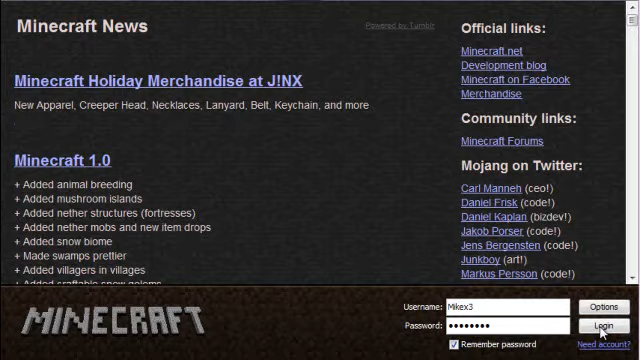 Minecraft News
Powered by Tumblr
Minecraft Holiday Merchandise at J!NX
New Apparel, Creeper Head, Necklaces, Lanyard, Belt, Keychain, and more
Minecraft 1.0
+ Added animal breeding
+ Added mushroom islands
+ Added nether structures (fortresses)
+ Added nether mobs and new item drops
+ Added snow biome
+ Made swamps prettier
+ Added villagers in villages
+ Added craftable snow golems
Official links:
Minecraft.net
Development blog
Minecraft on Facebook
Merchandise
Community links:
Minecraft Forums
Mojang on Twitter:
Carl Manneh (ceo!)
Daniel Frisk (code!)
Daniel Kaplan (bizdev!)
Jakob Porser (code!)
Jens Bergensten (code!)
Junkboy (art!)
Markus Persson (code!)
MINECRAFT
Username: Mikex3
Options
Password: ••••••••
Login
Remember password
Need account?